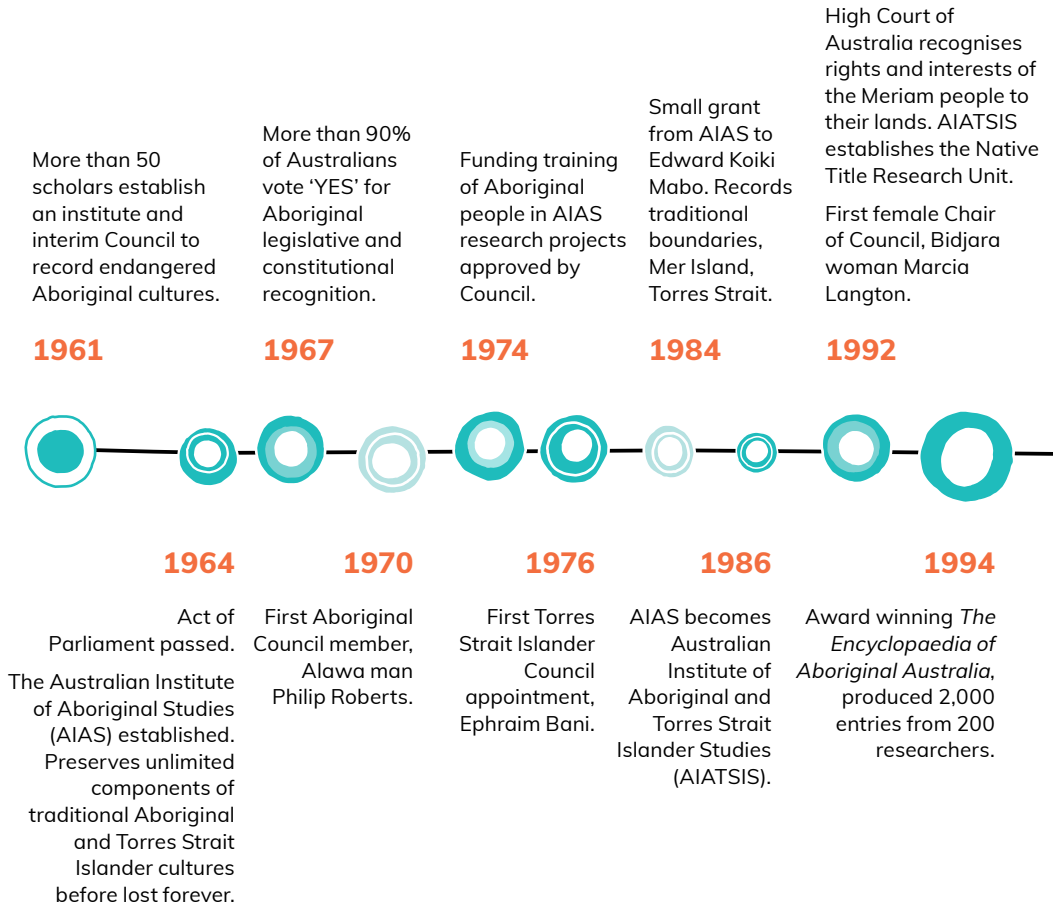 More than 50
scholars establish
an institute and
interim Council to
record endangered
Aboriginal cultures.
1961
More than 90%
of Australians
vote ‘YES’ for
Aboriginal
legislative and
constitutional
recognition.
1967
Funding training
of Aboriginal
people in AIAS
research projects
approved by
Council.
1974
Small grant
from AIAS to
Edward Koiki
Mabo. Records
traditional
boundaries,
Mer Island,
Torres Strait.
1984
High Court of
Australia recognises
rights and interests of
the Meriam people to
their lands. AIATSIS
establishes the Native
Title Research Unit.
First female Chair
of Council, Bidjara
woman Marcia
Langton.
1992
1964
Act of
Parliament passed.
The Australian Institute
of Aboriginal Studies
(AIAS) established.
Preserves unlimited
components of
traditional Aboriginal
and Torres Strait
Islander cultures
before lost forever.
1970
First Aboriginal
Council member,
Alawa man
Philip Roberts.
1976
First Torres
Strait Islander
Council
appointment,
Ephraim Bani.
1986
AIAS becomes
Australian
Institute of
Aboriginal and
Torres Strait
Islander Studies
(AIATSIS).
1994
Award winning The
Encyclopaedia of
Aboriginal Australia,
produced 2,000
entries from 200
researchers.